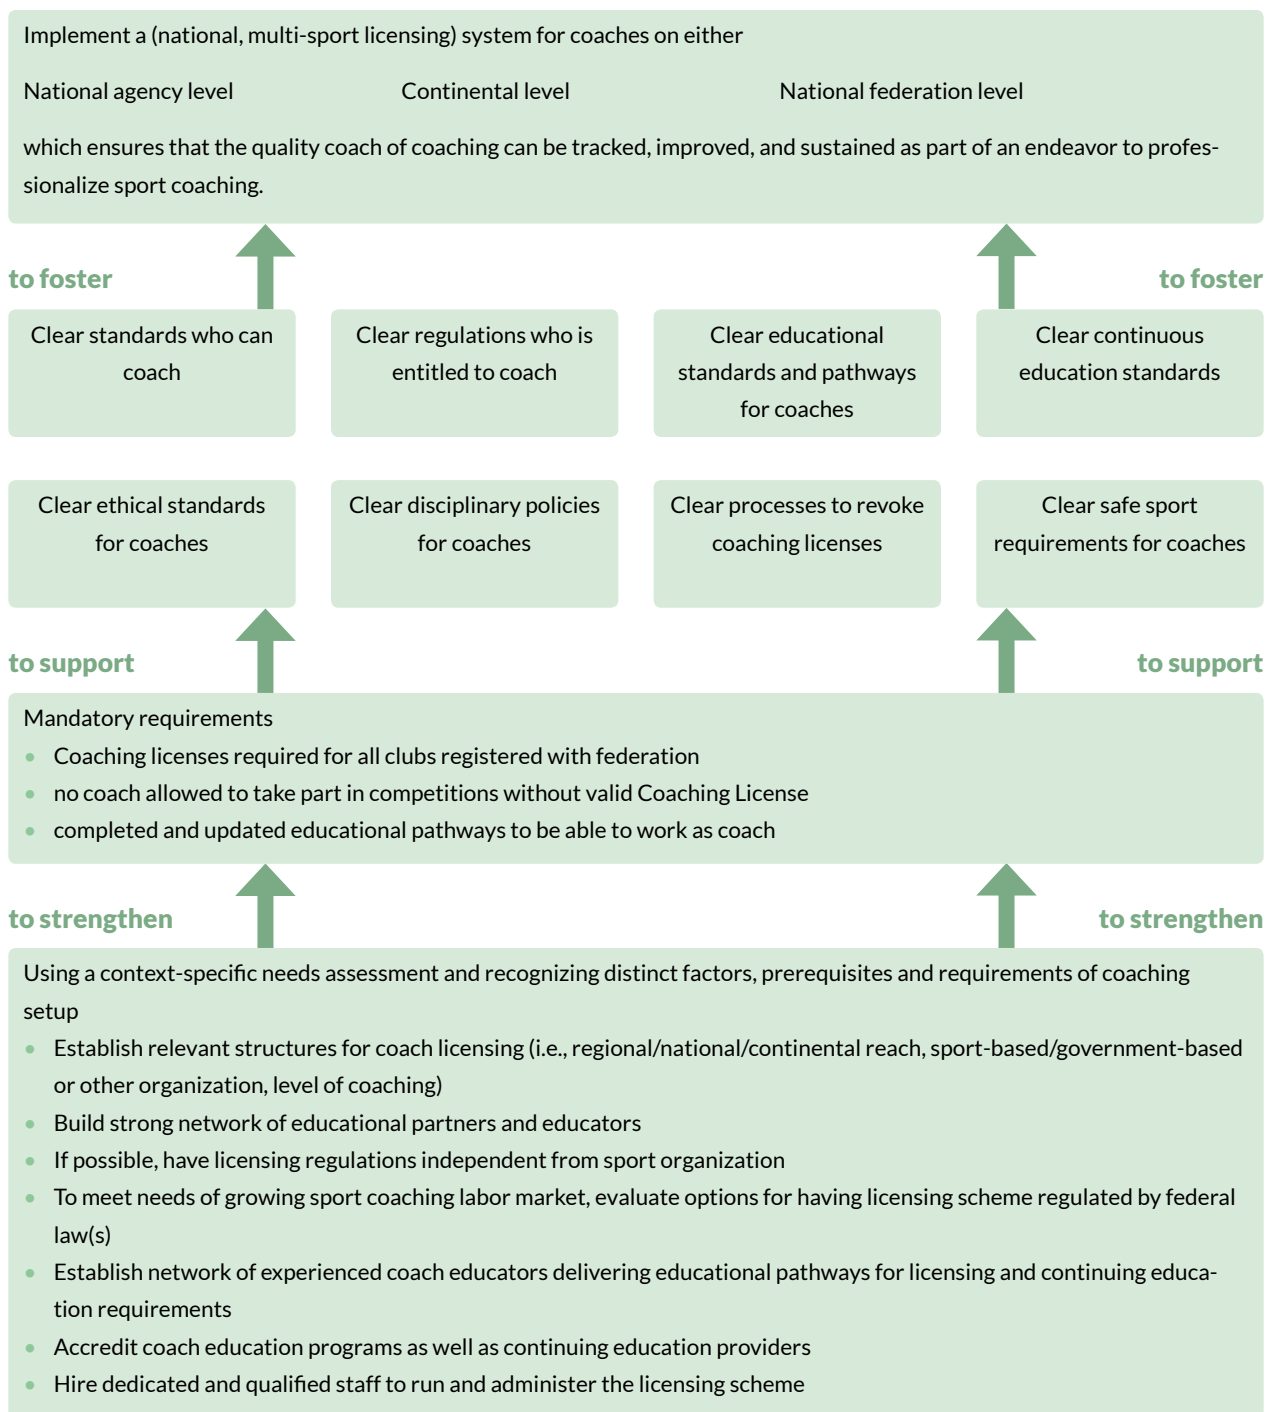 Implement a (national, multi-sport licensing) system for coaches on either
National agency level Continental level National federation level
which ensures that the quality coach of coaching can be tracked, improved, and sustained as part of an endeavor to profes-
sionalize sport coaching.
to foster to foster
Clear standards who can
coach
Clear regulations who is
entitled to coach
Clear educational
standards and pathways
for coaches
Clear continuous
education standards
Clear ethical standards
for coaches
Clear disciplinary policies
for coaches
Clear processes to revoke
coaching licenses
Clear safe sport
requirements for coaches
to support to support
Mandatory requirements
• Coaching licenses required for all clubs registered with federation
• no coach allowed to take part in competitions without valid Coaching License
• completed and updated educational pathways to be able to work as coach
to strengthen to strengthen
Using a context-specific needs assessment and recognizing distinct factors, prerequisites and requirements of coaching
setup
• Establish relevant structures for coach licensing (i.e., regional/national/continental reach, sport-based/government-based
or other organization, level of coaching)
• Build strong network of educational partners and educators
• If possible, have licensing regulations independent from sport organization
• To meet needs of growing sport coaching labor market, evaluate options for having licensing scheme regulated by federal
law(s)
• Establish network of experienced coach educators delivering educational pathways for licensing and continuing educa-
tion requirements
• Accredit coach education programs as well as continuing education providers
• Hire dedicated and qualified staff to run and administer the licensing scheme